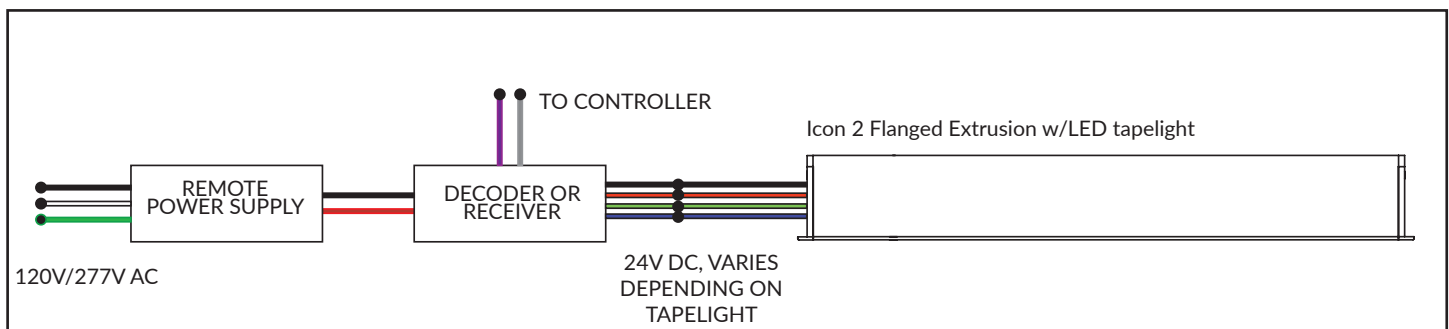 TO CONTROLLER
Icon 2 Flanged Extrusion w/LED tapelight
REMOTE
POWER SUPPLY
DECODER OR
RECEIVER
120V/277V AC
24V DC, VARIES
DEPENDING ON
TAPELIGHT